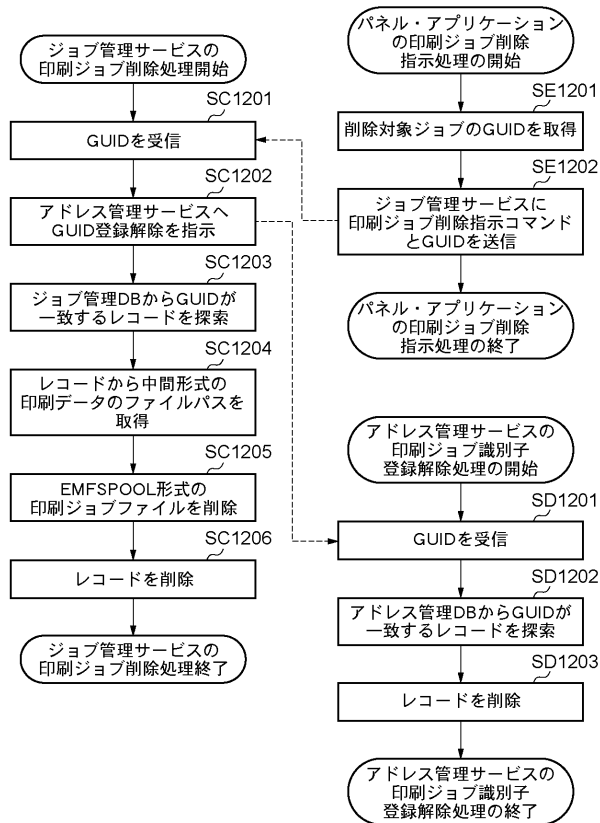 ジョブ管理サービスの
印刷ジョブ削除処理開始
SC1201
GUIDを受信
SC1202
アドレス管理サービスへ
GUID登録解除を指示
SC1203
ジョブ管理DBからGUIDが
一致するレコードを探索
SC1204
レコードから中間形式の
印刷データのファイルパスを
取得
SC1205
EMFSPOOL形式の
印刷ジョブファイルを削除
SC1206
レコードを削除
ジョブ管理サービスの
印刷ジョブ削除処理終了
パネル・アプリケーション
の印刷ジョブ削除
指示処理の開始
SE1201
削除対象ジョブのGUIDを取得
SE1202
ジョブ管理サービスに
印刷ジョブ削除指示コマンド
とGUIDを送信
パネル・アプリケーション
の印刷ジョブ削除
指示処理の終了
アドレス管理サービスの
印刷ジョブ識別子
登録解除処理の開始
SD1201
GUIDを受信
SD1202
アドレス管理DBからGUIDが
一致するレコードを探索
SD1203
レコードを削除
アドレス管理サービスの
印刷ジョブ識別子
登録解除処理の終了